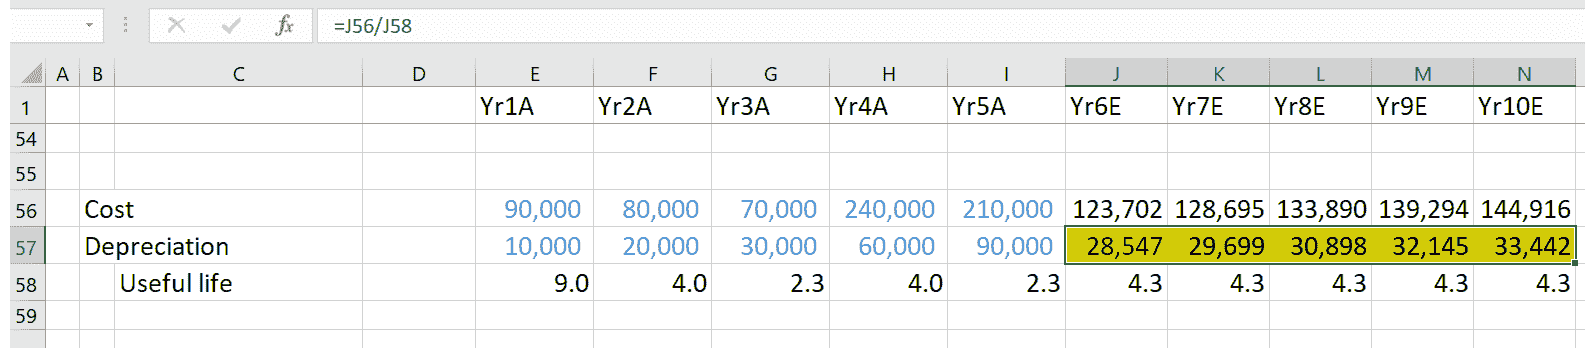 fx =J56/J58
A B C D E F G H I J K L M N
1 Yr1A Yr2A Yr3A Yr4A Yr5A Yr6E Yr7E Yr8E Yr9E Yr10E
54
55
56 Cost 90,000 80,000 70,000 240,000 210,000 123,702 128,695 133,890 139,294 144,916
57 Depreciation 10,000 20,000 30,000 60,000 90,000 28,547 29,699 30,898 32,145 33,442
58 Useful life 9.0 4.0 2.3 4.0 2.3 4.3 4.3 4.3 4.3 4.3
59